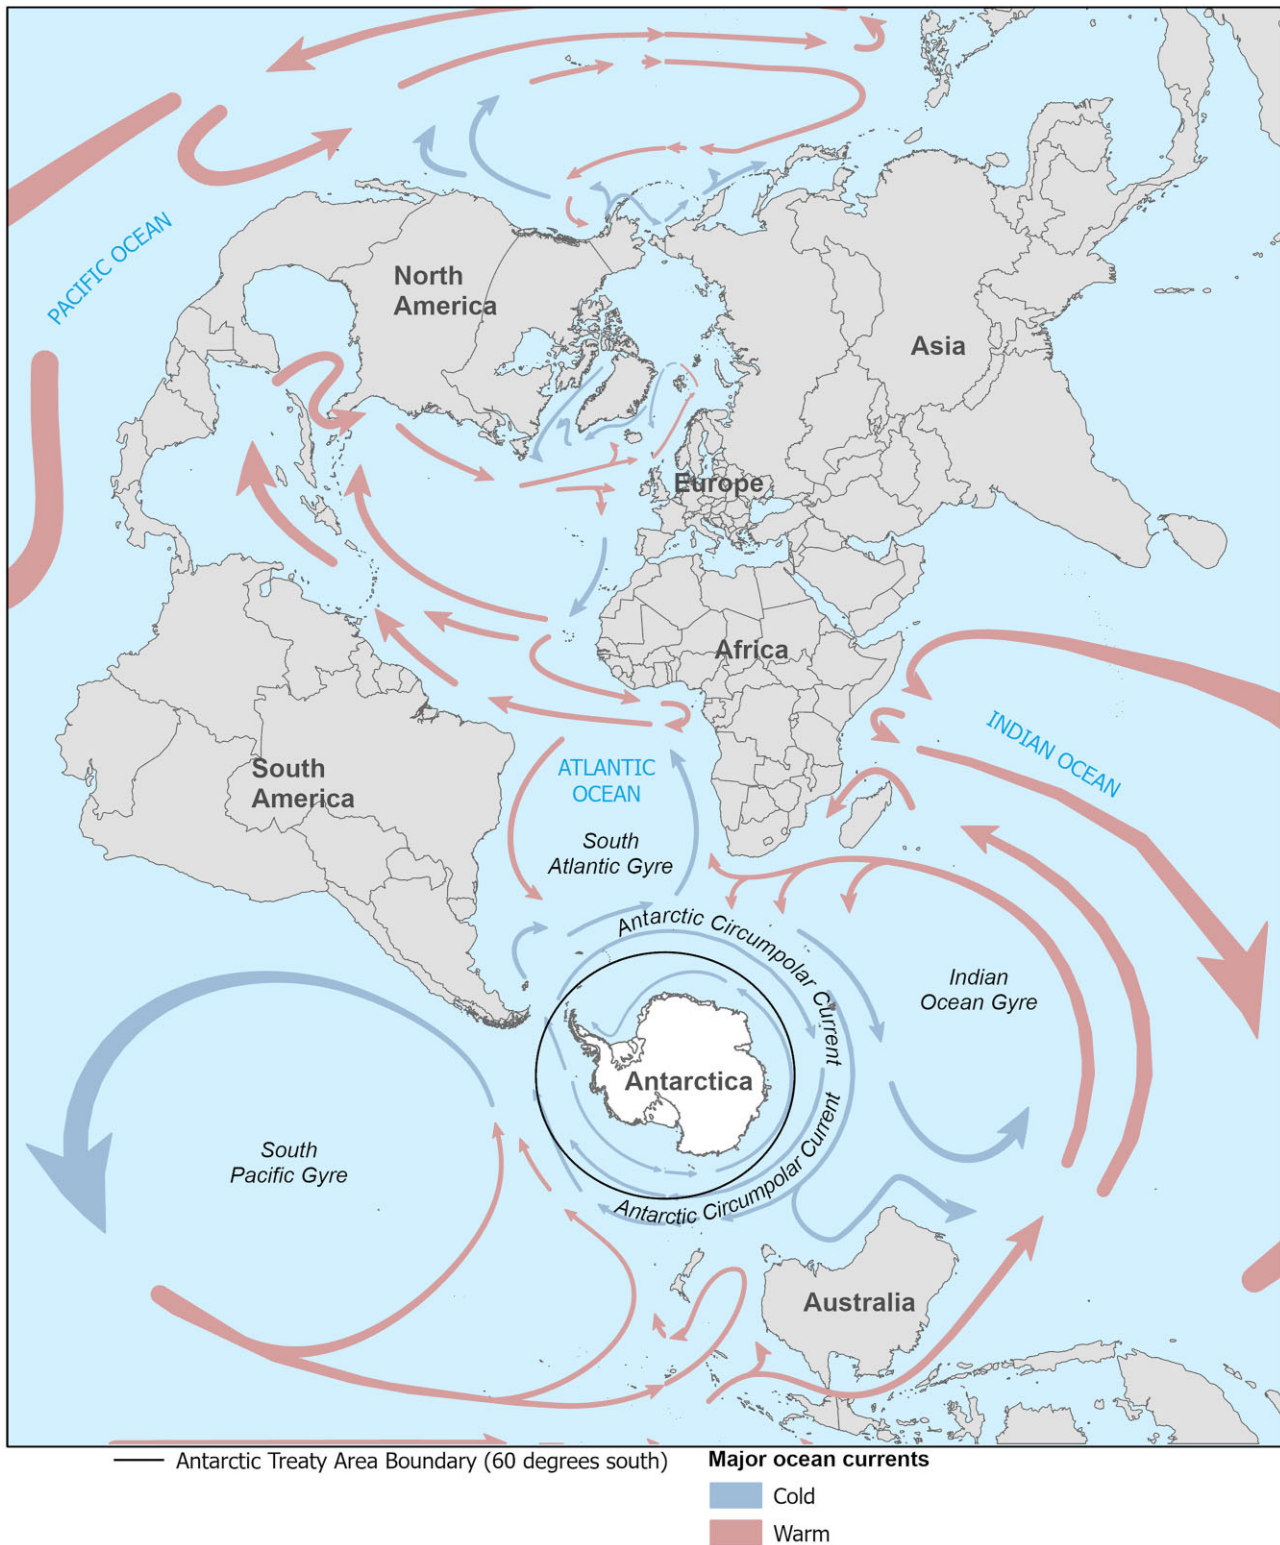 PACIFIC OCEAN
North
America
Asia
Europe
Africa
INDIAN OCEAN
South
America
ATLANTIC
OCEAN
South
Atlantic Gyre
Antarctic Circumpolar Current
Indian
Ocean Gyre
Antarctica
South
Pacific Gyre
Antarctic Circumpolar Current
Australia
Antarctic Treaty Area Boundary (60 degrees south)
Major ocean currents
Cold
Warm